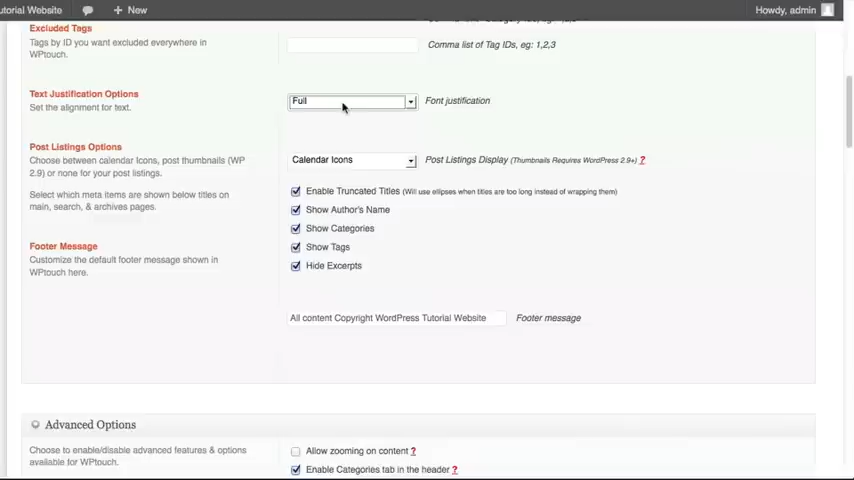 utorial Website
New
Howdy, admin
Excluded Tags
Tags by ID you want excluded everywhere in
WPtouch.
Comma list of Tag IDs, eg: 1,2,3
Text Justification Options
Set the alignment for text.
Full
Font justification
Post Listings Options
Choose between calendar Icons, post thumbnails (WP
2.9) or none for your post listings.
Select which meta items are shown below titles on
main, search, & archives pages.
Calendar Icons
Post Listings Display (Thumbnails Requires WordPress 2.9+) ?
Enable Truncated Titles (Will use ellipses when titles are too long instead of wrapping them)
Show Author's Name
Show Categories
Show Tags
Hide Excerpts
Footer Message
Customize the default footer message shown in
WPtouch here.
All content Copyright WordPress Tutorial Website
Footer message
Advanced Options
Choose to enable/disable advanced features & options
available for WPtouch.
Allow zooming on content ?
Enable Categories tab in the header ?